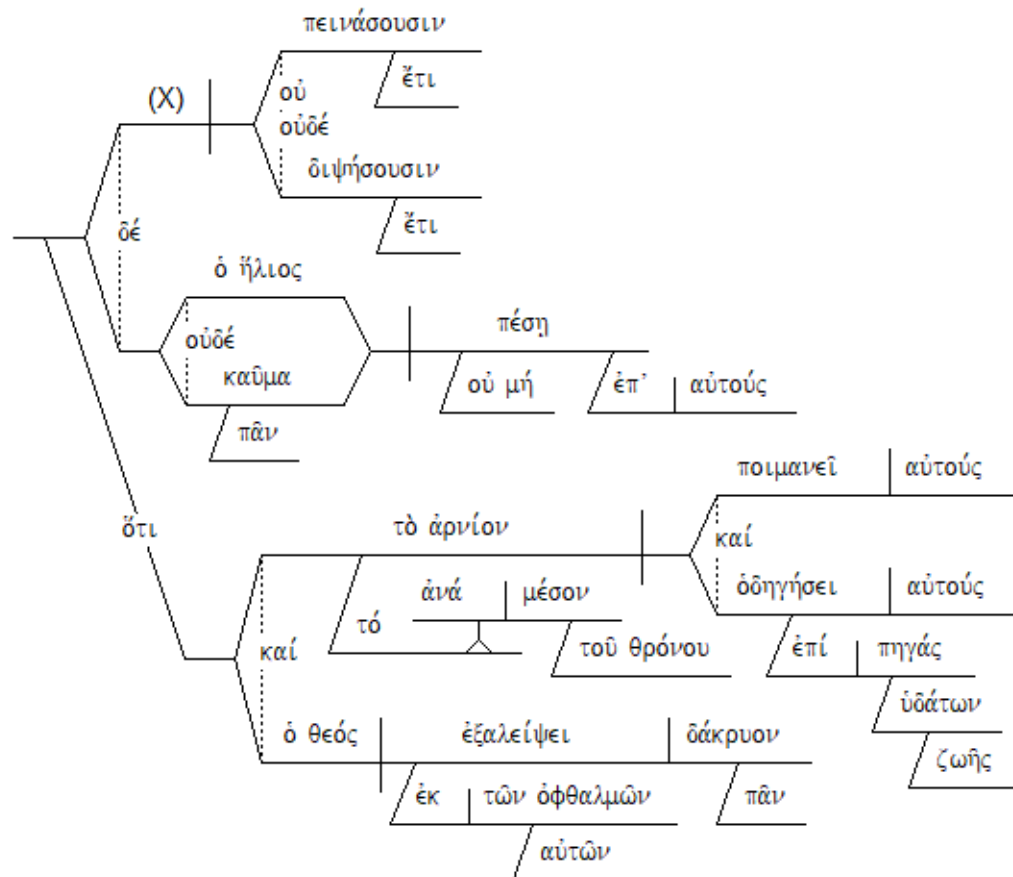 πεινάσουσιν
ἔτι
(X)
οὐ
οὐδέ
διψήσουσιν
ἔτι
δέ
ὁ ἥλιος
οὐδέ
καῦμα
πᾶν
πέσῃ
οὐ μή
ἐπ’
αὐτούς
ὅτι
ποιμανεῖ
αὐτούς
τὸ ἀρνίον
καί
ὁδηγήσει
αὐτούς
τό
ἀνά
μέσον
τοῦ θρόνου
ἐπί
πηγάς
ὑδάτων
ζωῆς
καί
ὁ θεός
ἐξαλείψει
δάκρυον
ἐκ
τῶν ὀφθαλμῶν
πᾶν
αὐτῶν